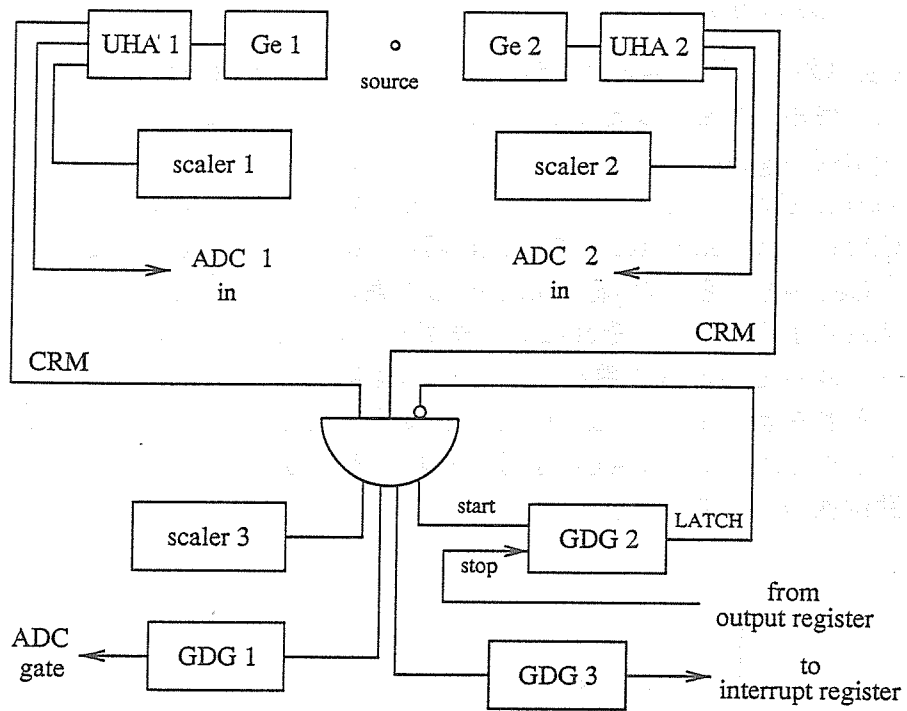 UHA 1
Ge 1
source
Ge 2
UHA 2
scaler 1
scaler 2
ADC 1
in
ADC 2
in
CRM
CRM
scaler 3
start
GDG 2
LATCH
stop
from
output register
ADC
gate
GDG 1
GDG 3
to
interrupt register